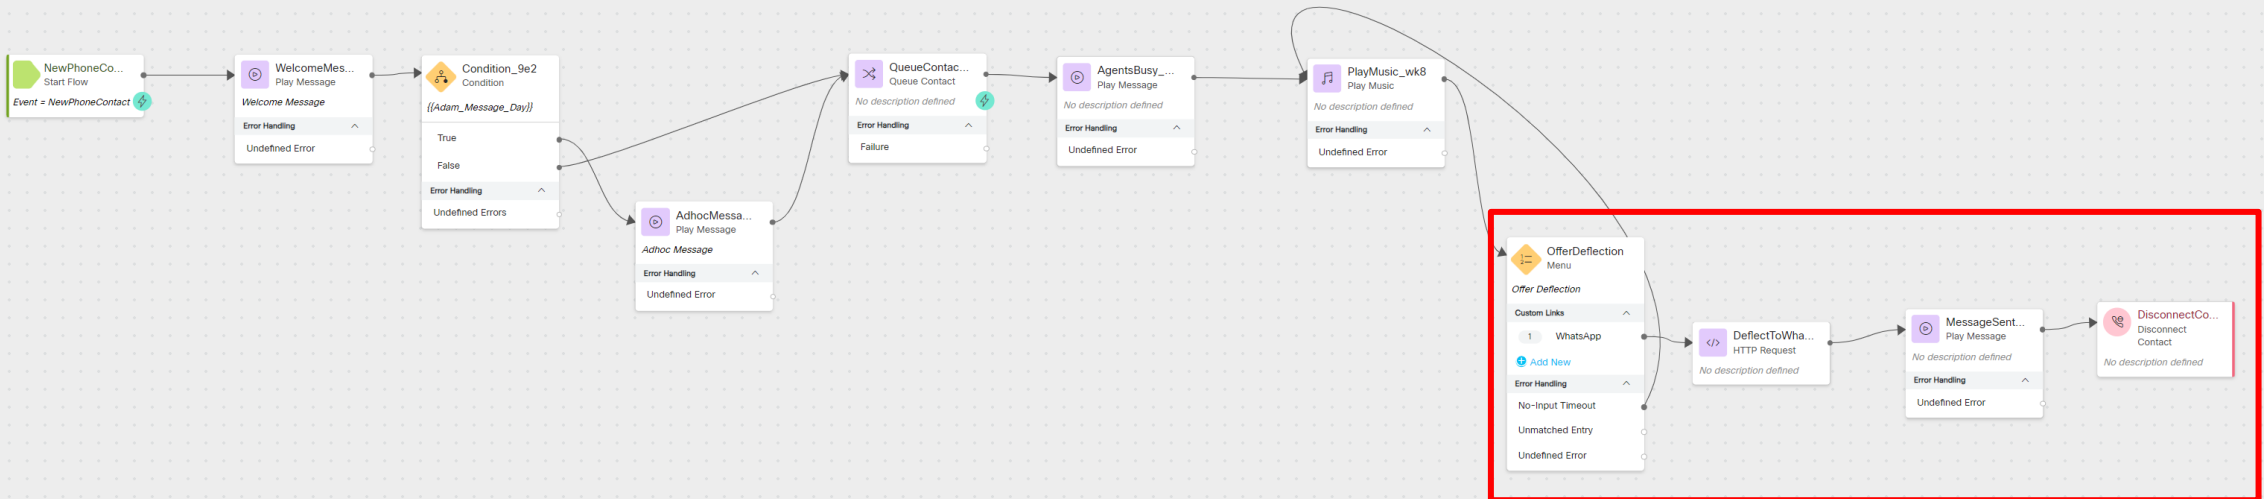 NewPhoneCo...
Start Flow
Event = NewPhoneContact
WelcomeMes...
Play Message
Welcome Message
Error Handling
Undefined Error
Condition_9e2
Condition
{{Adam_Message_Day}}
True
False
Error Handling
Undefined Errors
AdhocMessa...
Play Message
Adhoc Message
Error Handling
Undefined Error
QueueContac...
Queue Contact
No description defined
Error Handling
Failure
AgentsBusy_...
Play Message
No description defined
Error Handling
Undefined Error
PlayMusic_wk8
Play Music
No description defined
Error Handling
Undefined Error
OfferDeflection
Menu
Offer Deflection
Custom Links
1 WhatsApp
Add New
Error Handling
No-Input Timeout
Unmatched Entry
Undefined Error
DeflectToWha...
HTTP Request
No description defined
MessageSent...
Play Message
No description defined
Error Handling
Undefined Error
DisconnectCo...
Disconnect
Contact
No description defined